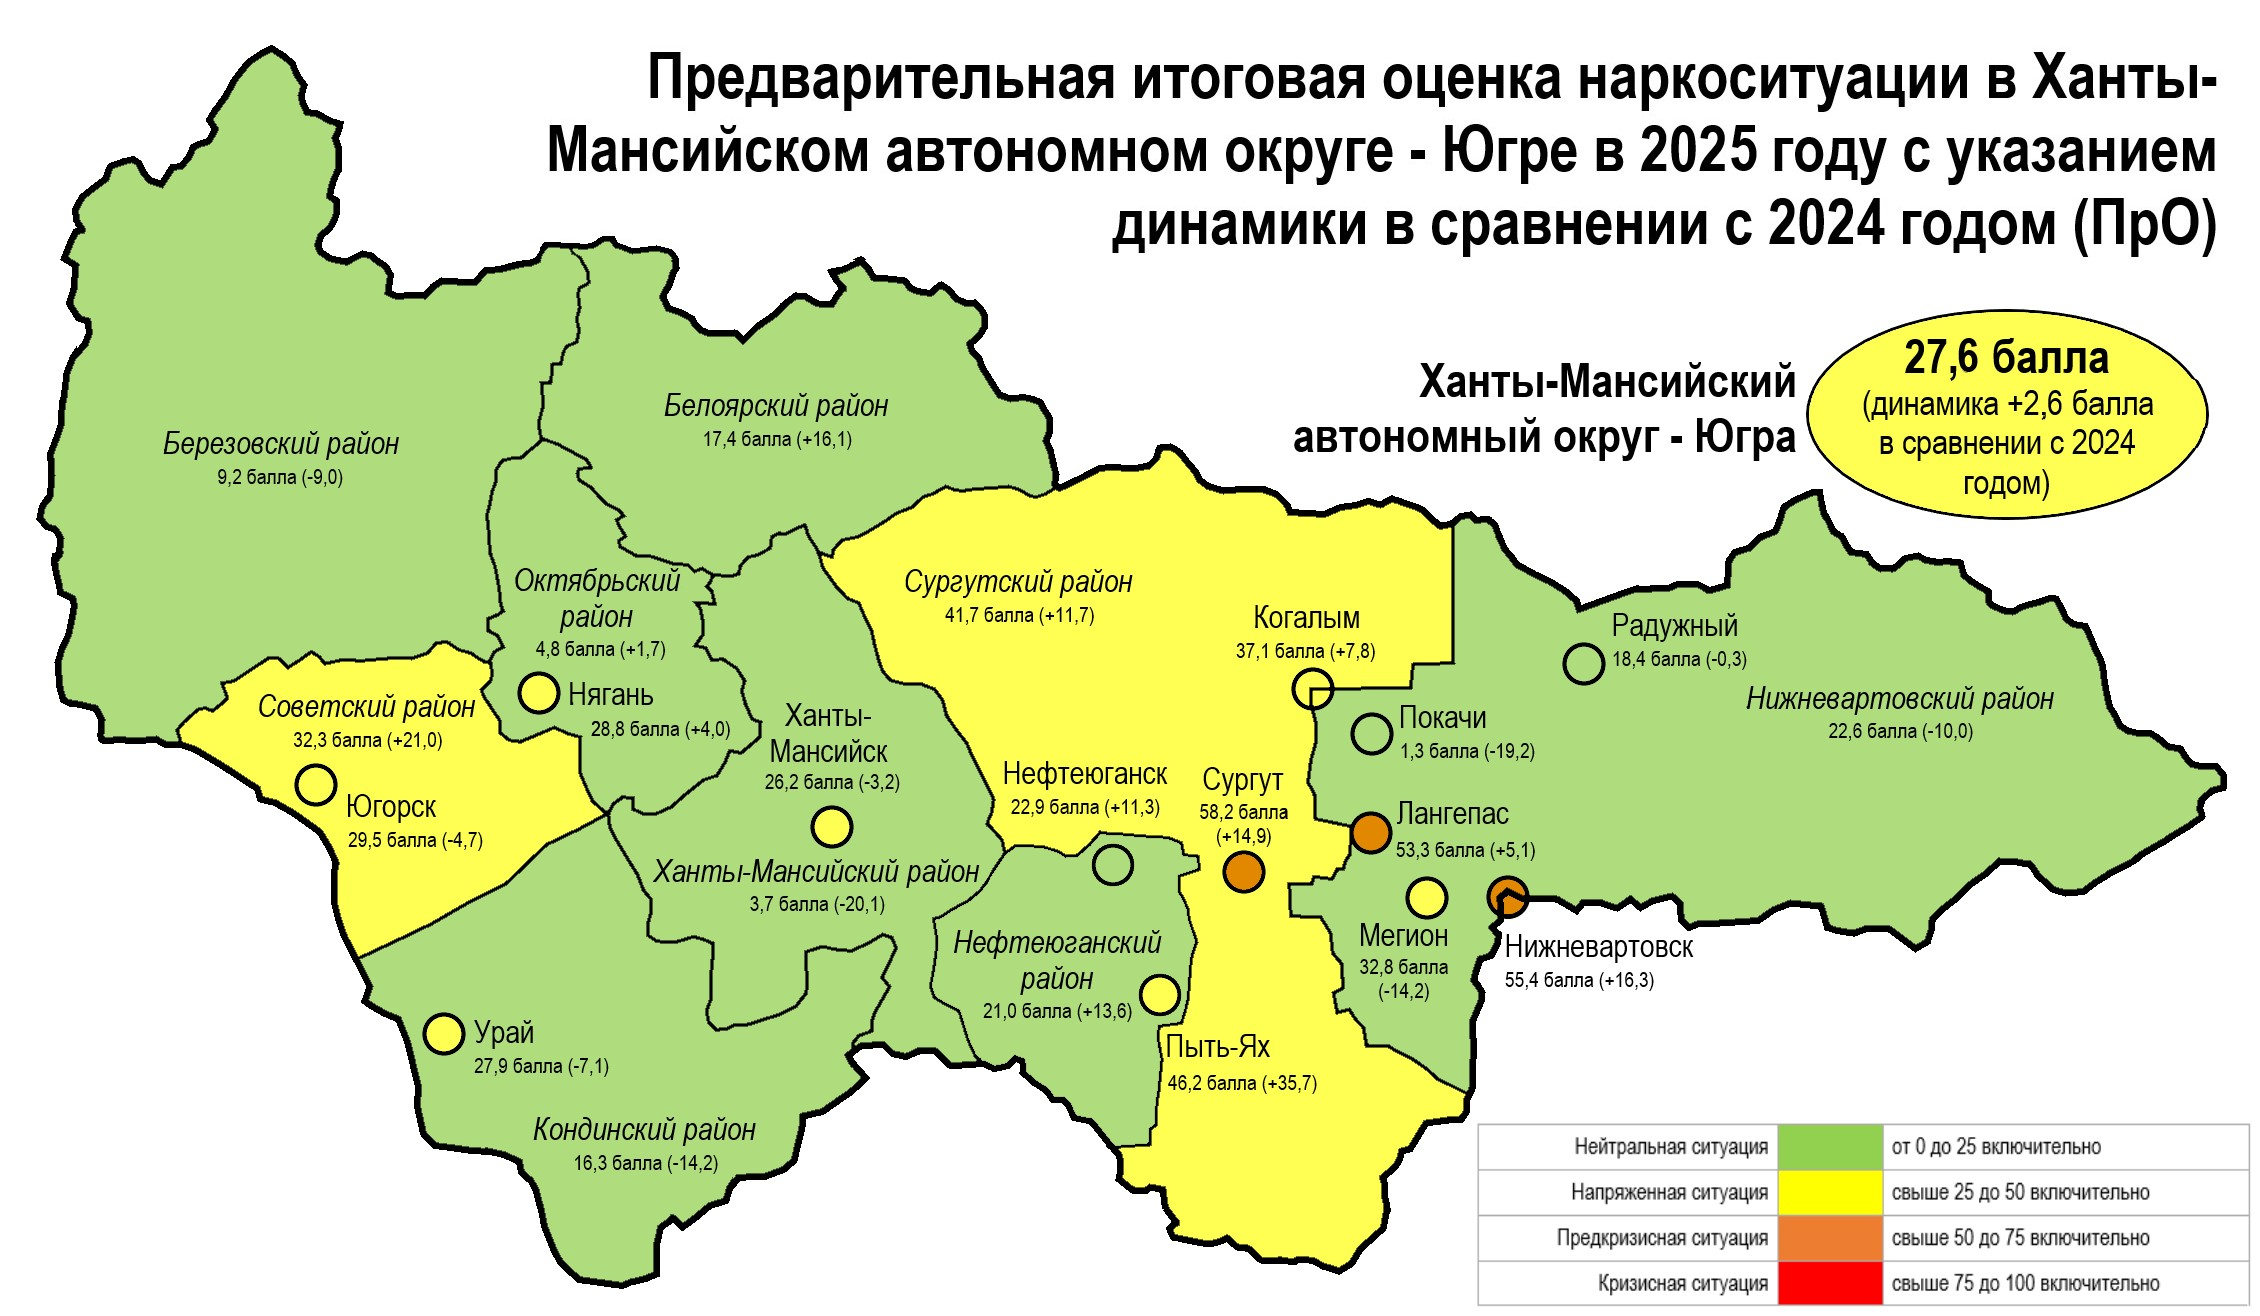 Предварительная итоговая оценка наркоситуации в Ханты-
Мансийском автономном округе - Югре в 2025 году с указанием
динамики в сравнении с 2024 годом (ПрО)
Ханты-Мансийский
автономный округ - Югра
27,6 балла
(динамика +2,6 балла
в сравнении с 2024
годом)
Березовский район
9,2 балла (-9,0)
Белоярский район
17,4 балла (+16,1)
Октябрьский
район
4,8 балла (+1,7)
Нягань
28,8 балла (+4,0)
Советский район
32,3 балла (+21,0)
Югорск
29,5 балла (-4,7)
Ханты-
Мансийск
26,2 балла (-3,2)
Ханты-Мансийский район
3,7 балла (-20,1)
Сургутский район
41,7 балла (+11,7)
Когалым
37,1 балла (+7,8)
Радужный
18,4 балла (-0,3)
Нижневартовский район
22,6 балла (-10,0)
Покачи
1,3 балла (-19,2)
Нефтеюганск
22,9 балла (+11,3)
Сургут
58,2 балла
(+14,9)
Лангепас
53,3 балла (+5,1)
Мегион
32,8 балла
(-14,2)
Нижневартовск
55,4 балла (+16,3)
Нефтеюганский
район
21,0 балла (+13,6)
Пыть-Ях
46,2 балла (+35,7)
Урай
27,9 балла (-7,1)
Кондинский район
16,3 балла (-14,2)
Нейтральная ситуация от 0 до 25 включительно
Напряженная ситуация свыше 25 до 50 включительно
Предкризисная ситуация свыше 50 до 75 включительно
Кризисная ситуация свыше 75 до 100 включительно